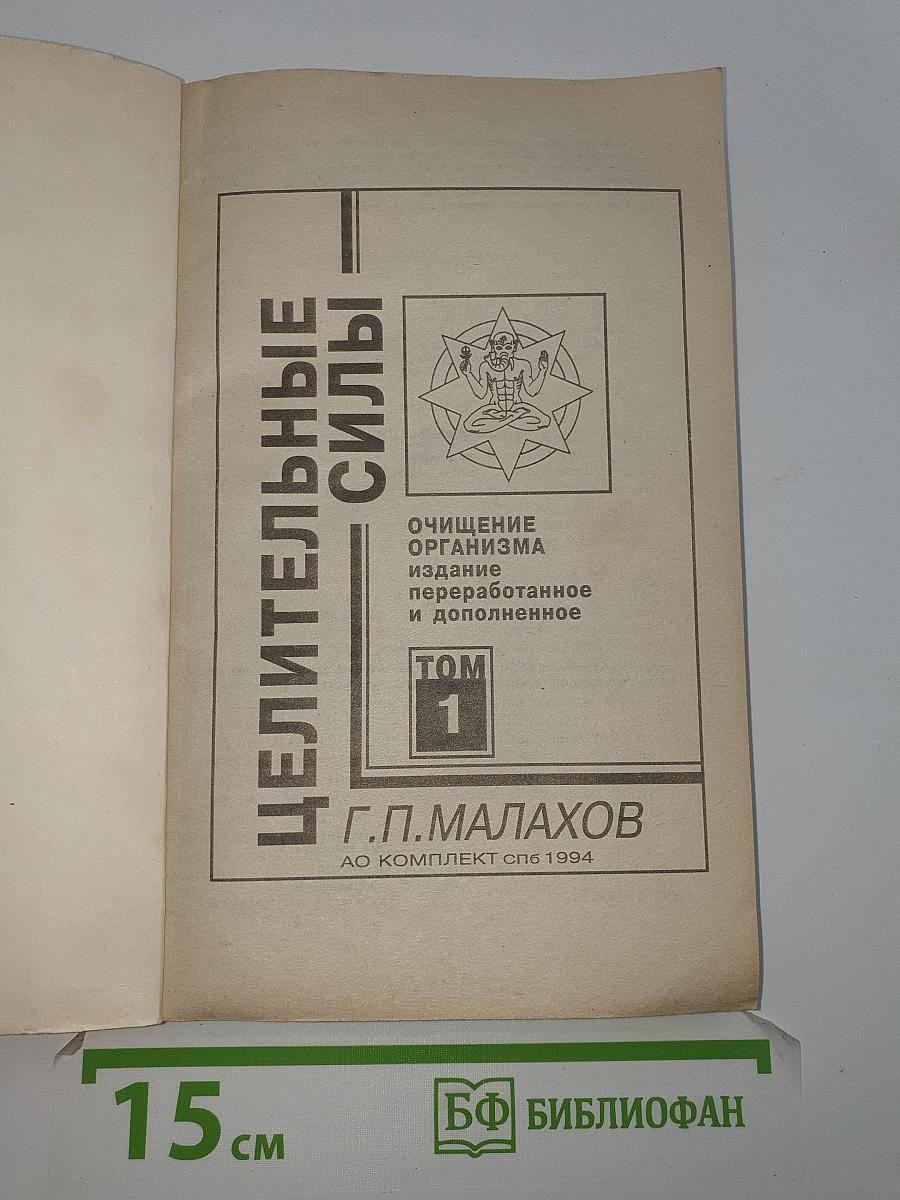 ЦЕЛИТЕЛЬНЫЕ
СИЛЫ
ОЧИЩЕНИЕ
ОРГАНИЗМА
издание
переработанное
и дополненное
ТОМ
1
Г.П.МАЛАХОВ
АО КОМПЛЕКТ спб 1994
15 см
БФ БИБЛИОФАН